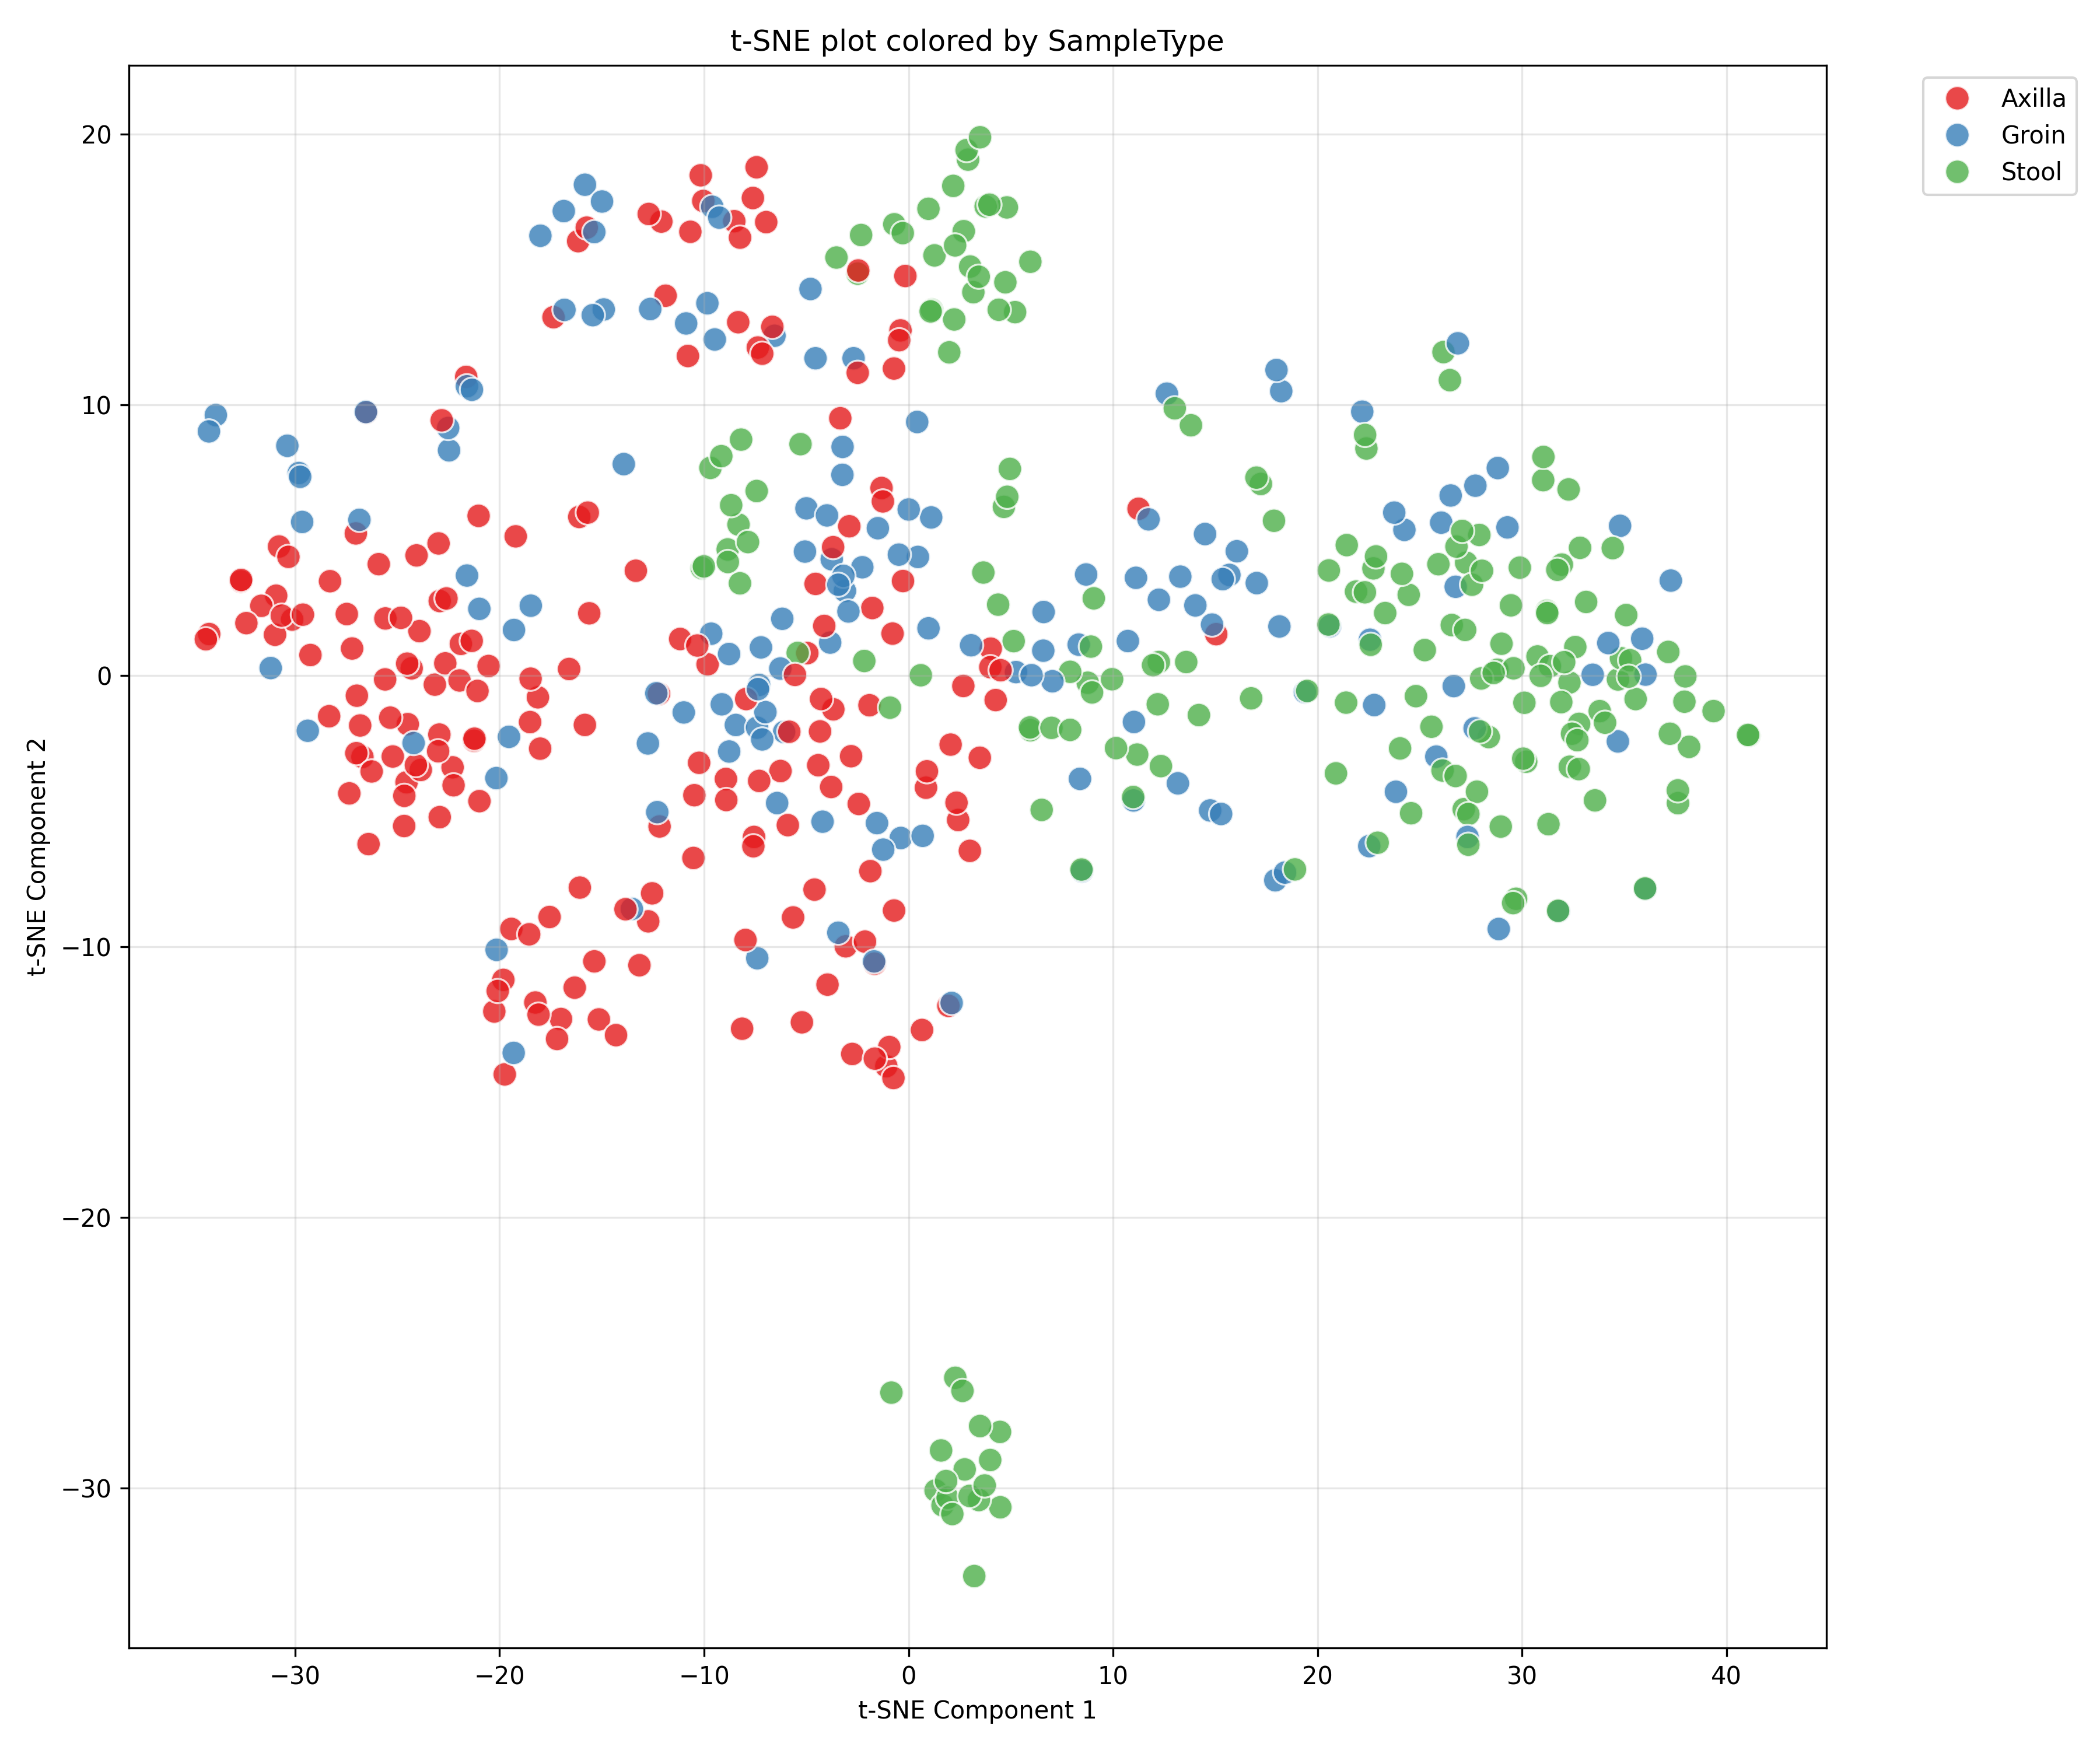 t-SNE plot colored by SampleType
Axilla
Groin
Stool
20
10
0
−10
−20
−30
t-SNE Component 2
−30
−20
−10
0
10
20
30
40
t-SNE Component 1